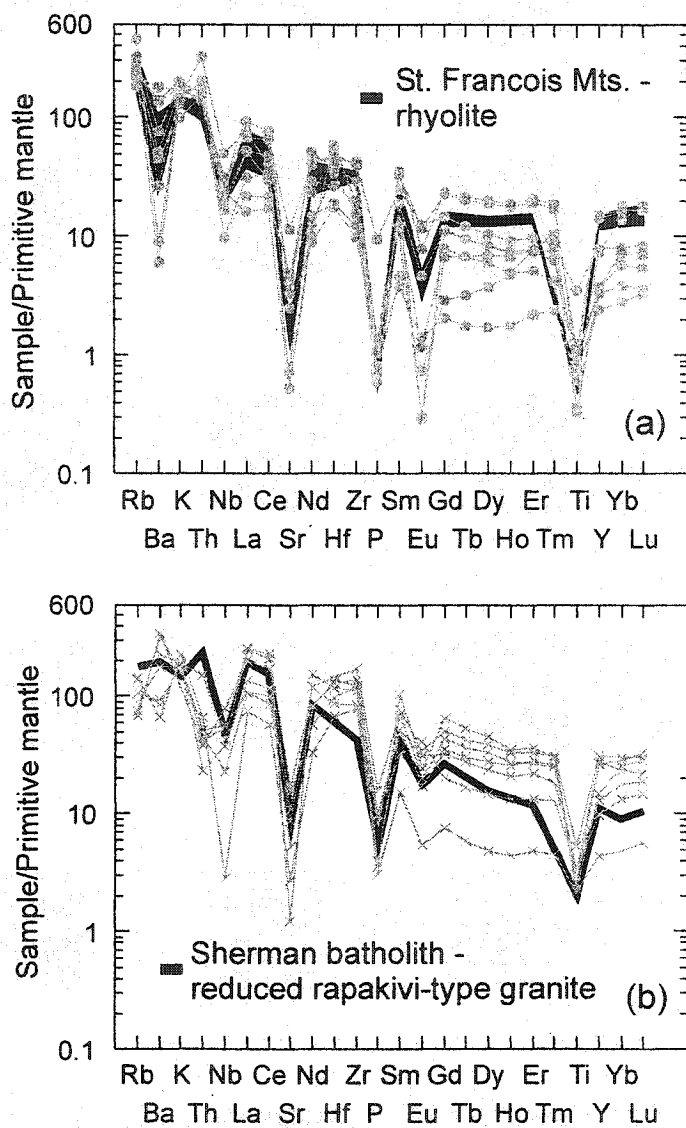 600
100
10
1
0.1
Sample/Primitive mantle
St. Francois Mts. -
rhyolite
(a)
Rb K Nb Ce Nd Zr Sm Gd Dy Er Ti Yb
Ba Th La Sr Hf P Eu Tb Ho Tm Y Lu
600
100
10
1
0.1
Sample/Primitive mantle
Sherman batholith -
reduced rapakivi-type granite
(b)
Rb K Nb Ce Nd Zr Sm Gd Dy Er Ti Yb
Ba Th La Sr Hf P Eu Tb Ho Tm Y Lu